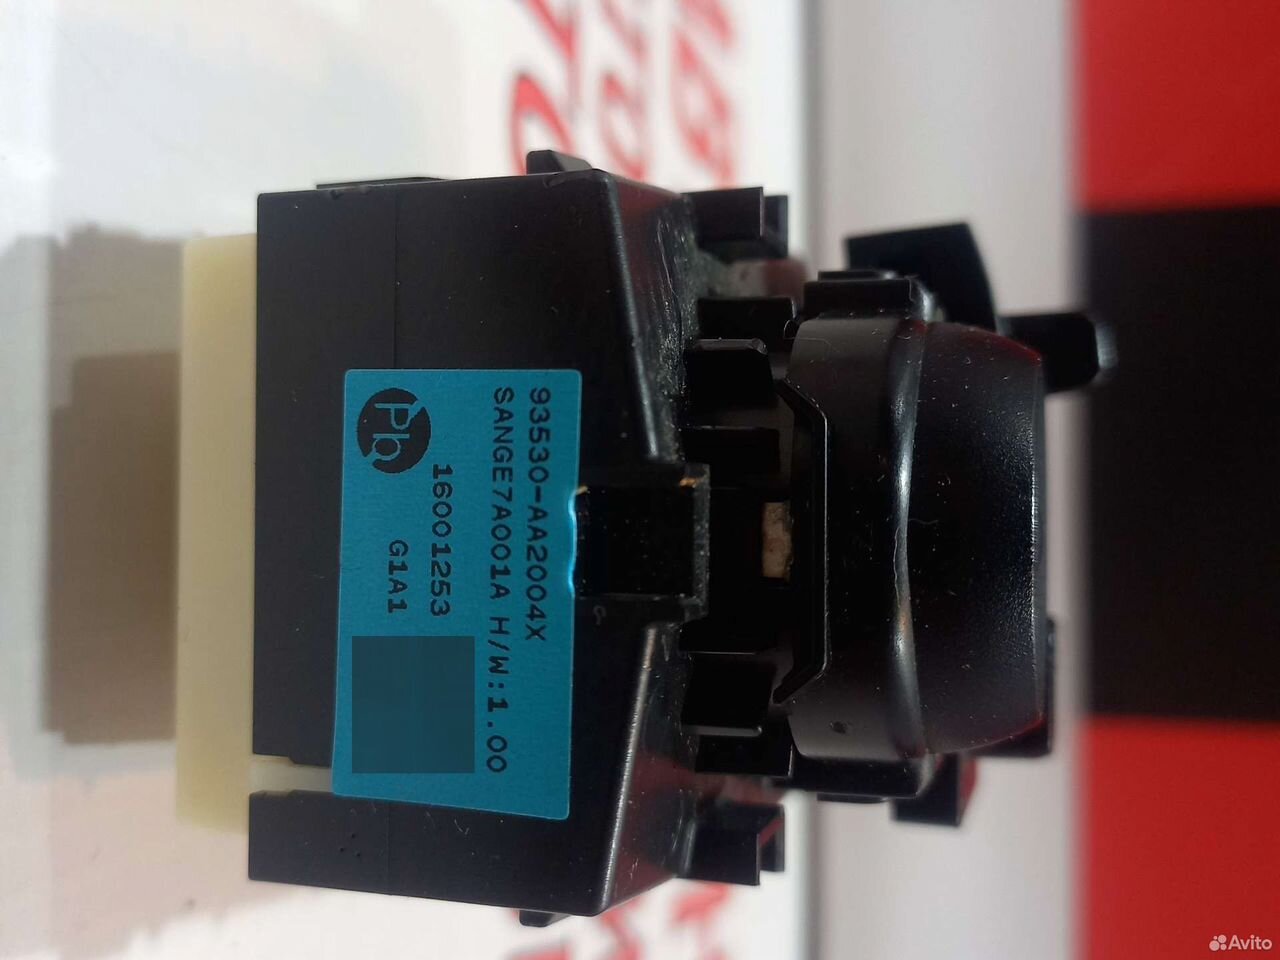 93530-AA2004X
SANGE7A001A H/W:1.00
16001253
Pb
G1A1
Avito